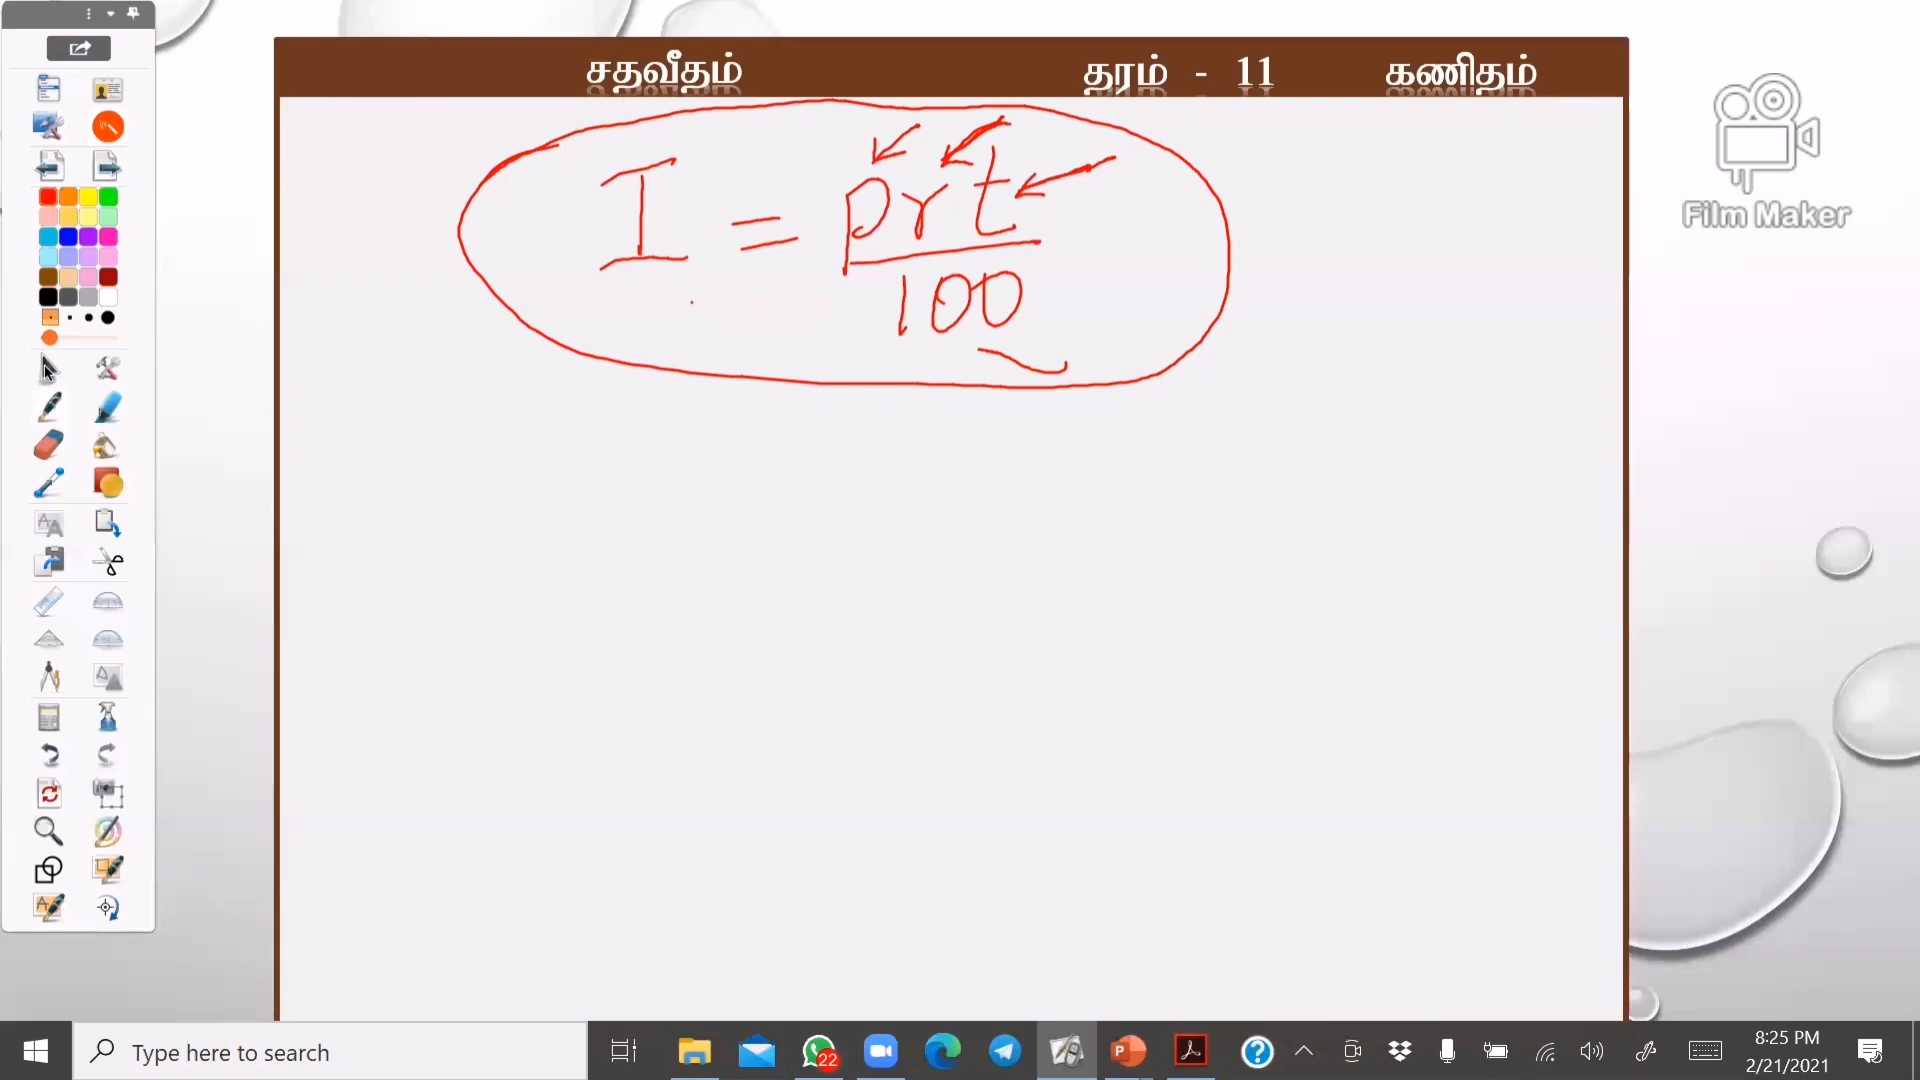 சதவீதம் தரம் - 11 கணிதம்
I = prt
100
Film Maker
Type here to search
22
8:25 PM
2/21/2021